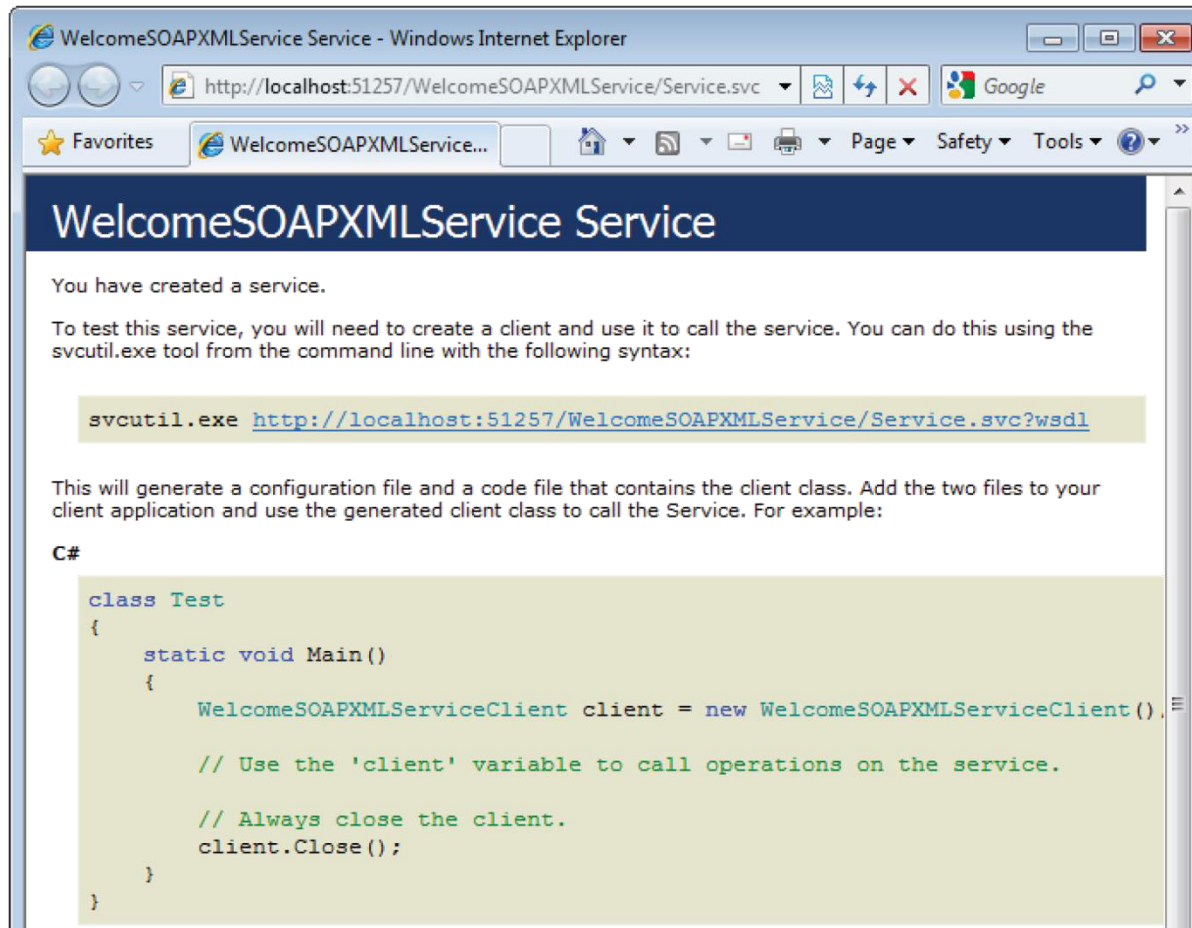 WelcomeSOAPXMLService Service - Windows Internet Explorer
http://localhost:51257/WelcomeSOAPXMLService/Service.svc
Google
Favorites
WelcomeSOAPXMLService...
Page
Safety
Tools
WelcomeSOAPXMLService Service
You have created a service.
To test this service, you will need to create a client and use it to call the service. You can do this using the
svcutil.exe tool from the command line with the following syntax:
svcutil.exe http://localhost:51257/WelcomeSOAPXMLService/Service.svc?wsdl
This will generate a configuration file and a code file that contains the client class. Add the two files to your
client application and use the generated client class to call the Service. For example:
C#
class Test
{
static void Main()
{
WelcomeSOAPXMLServiceClient client = new WelcomeSOAPXMLServiceClient()
// Use the 'client' variable to call operations on the service.
// Always close the client.
client.Close();
}
}